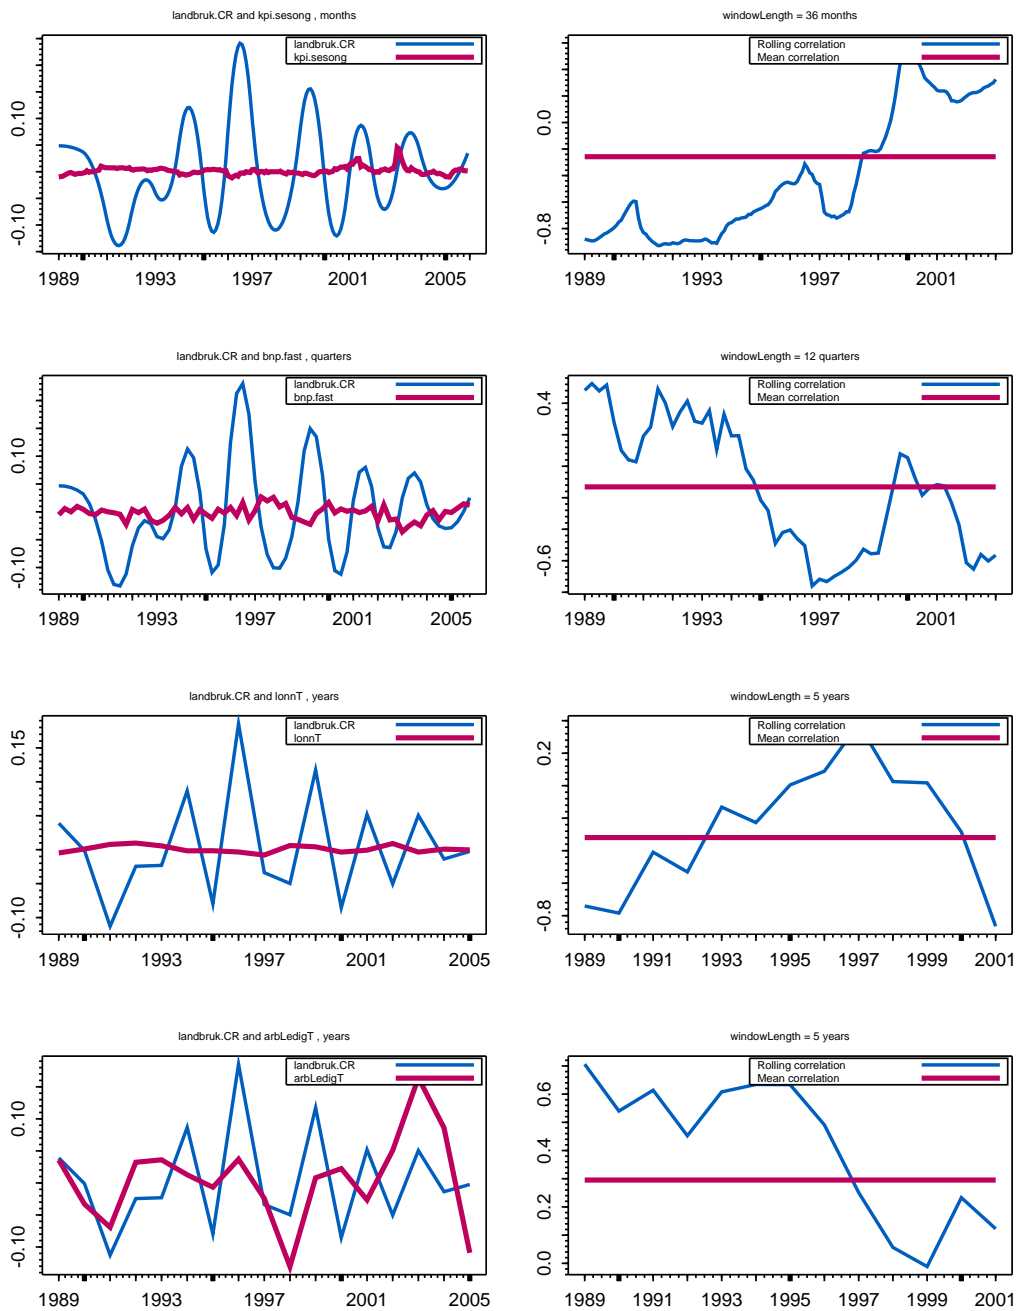 landbruk.CR and kpi.sesong , months
landbruk.CR
kpi.sesong
0.10
-0.10
1989 1993 1997 2001 2005
windowLength = 36 months
Rolling correlation
Mean correlation
0.0
-0.8
1989 1993 1997 2001
landbruk.CR and bnp.fast , quarters
landbruk.CR
bnp.fast
0.10
-0.10
1989 1993 1997 2001 2005
windowLength = 12 quarters
Rolling correlation
Mean correlation
0.4
-0.6
1989 1993 1997 2001
landbruk.CR and lonnT , years
landbruk.CR
lonnT
0.15
-0.10
1989 1993 1997 2001 2005
windowLength = 5 years
Rolling correlation
Mean correlation
0.2
-0.8
1989 1991 1993 1995 1997 1999 2001
landbruk.CR and arbLedigT , years
landbruk.CR
arbLedigT
0.10
-0.10
1989 1993 1997 2001 2005
windowLength = 5 years
Rolling correlation
Mean correlation
0.6
0.4
0.2
0.0
1989 1991 1993 1995 1997 1999 2001